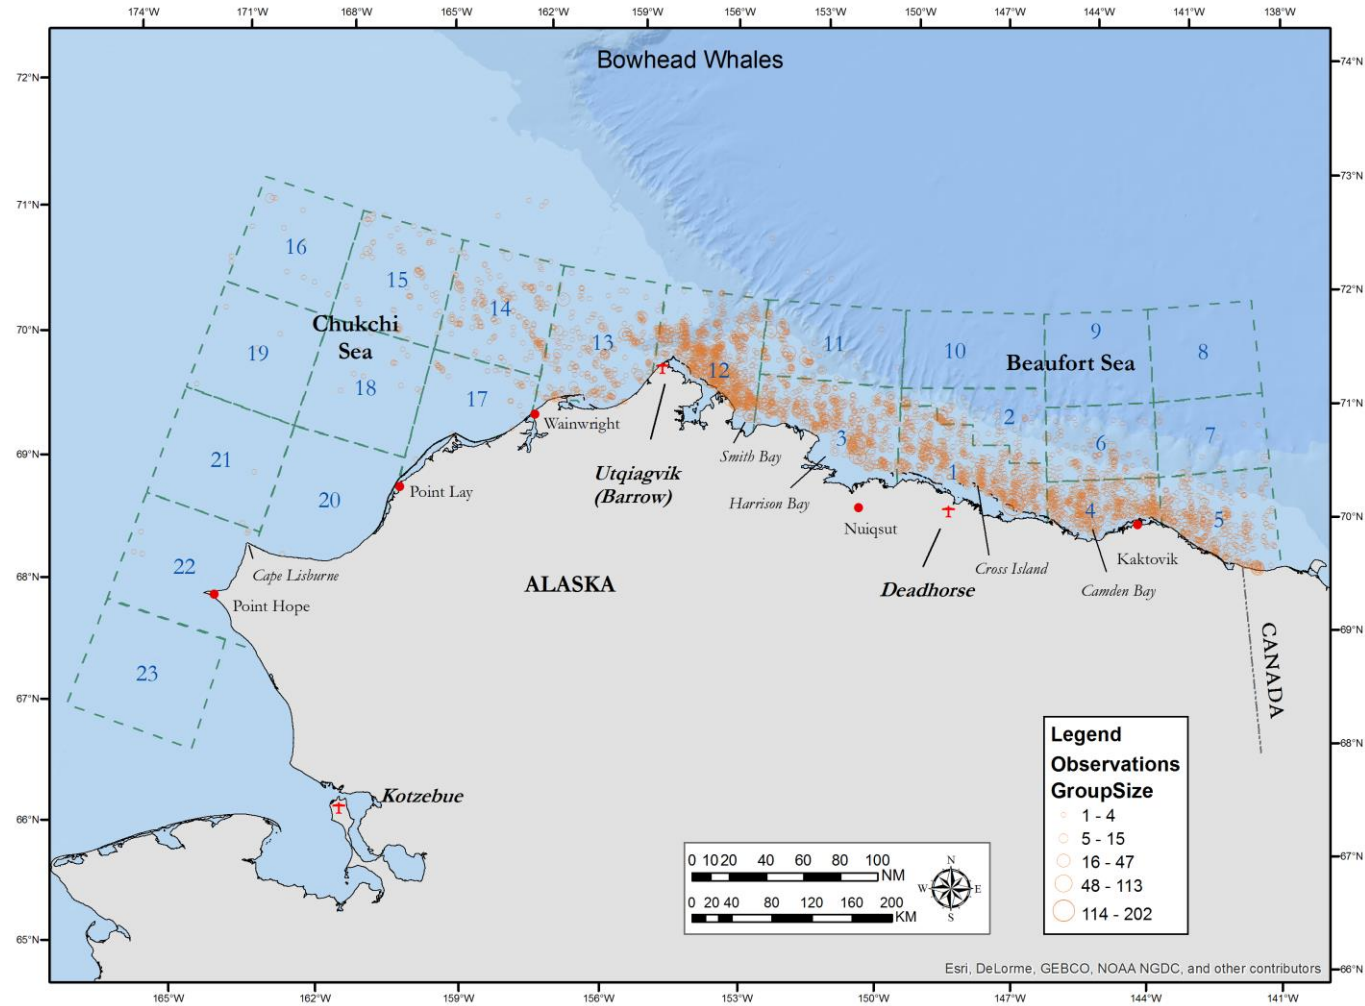 174°W 171°W 168°W 165°W 162°W 159°W 156°W 153°W 150°W 147°W 144°W 141°W 138°W
Bowhead Whales
72°N
74°N
71°N
73°N
16
15
14
13
12
11
10
9
8
70°N
72°N
Chukchi
Sea
Beaufort Sea
19
18
17
3
2
1
6
7
4
5
71°N
Wainwright
Utqiagvik
(Barrow)
Smith Bay
Harrison Bay
69°N
21
20
Point Lay
Nuiqsut
Deadhorse
Cross Island
Camden Bay
Kaktovik
70°N
68°N
22
Cape Lisburne
Point Hope
ALASKA
CANADA
69°N
67°N
23
68°N
66°N
Kotzebue
67°N
65°N
66°N
0 10 20 40 60 80 100
NM
0 20 40 80 120 160 200
KM
N
W E
S
Legend
Observations
GroupSize
1 - 4
5 - 15
16 - 47
48 - 113
114 - 202
Esri, DeLorme, GEBCO, NOAA NGDC, and other contributors
165°W 162°W 159°W 156°W 153°W 150°W 147°W 144°W 141°W